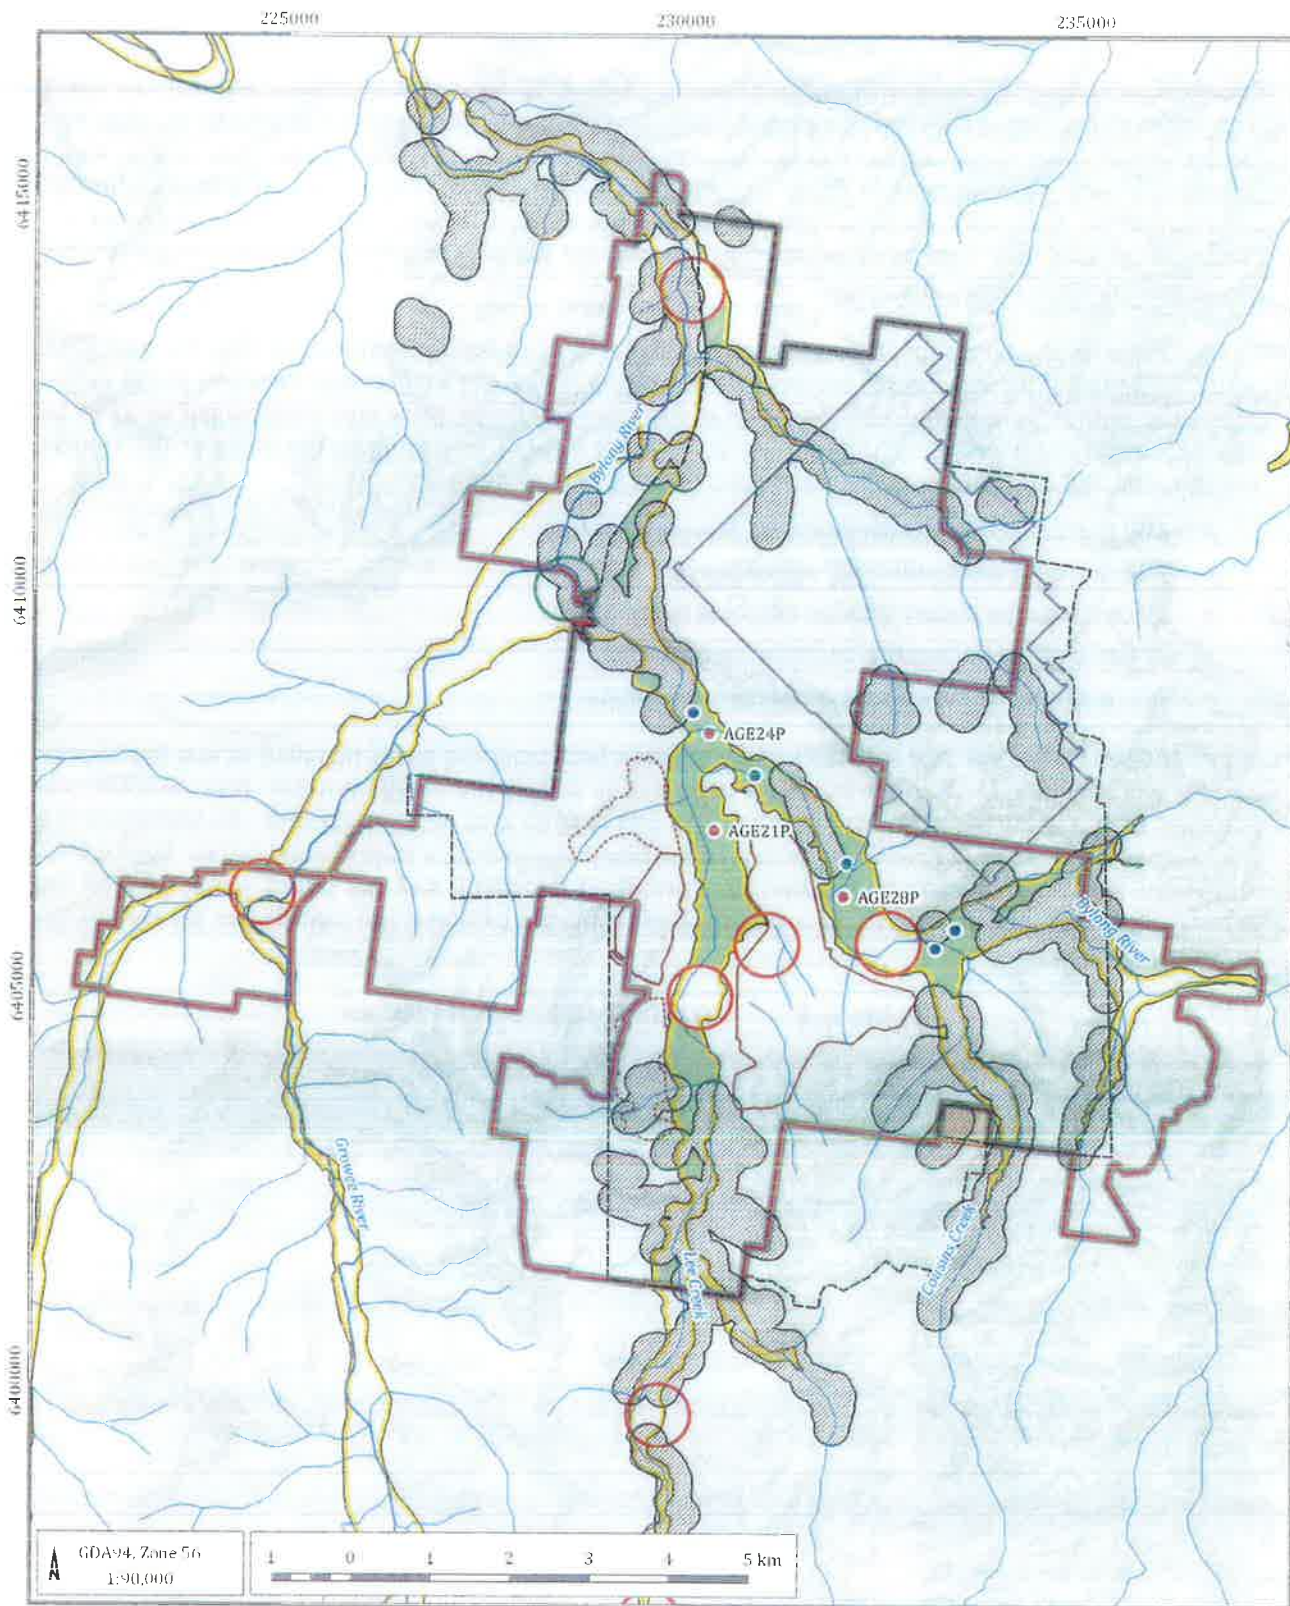 225000
230000
235000
6415000
Bylong River
6410000
AGE24P
AGE21P
AGE28P
Bylong River
6405000
Growee River
Lee Creek
Cousins Creek
6400000
GDA94, Zone 56
1:90,000
1 0 1 2 3 4 5 km